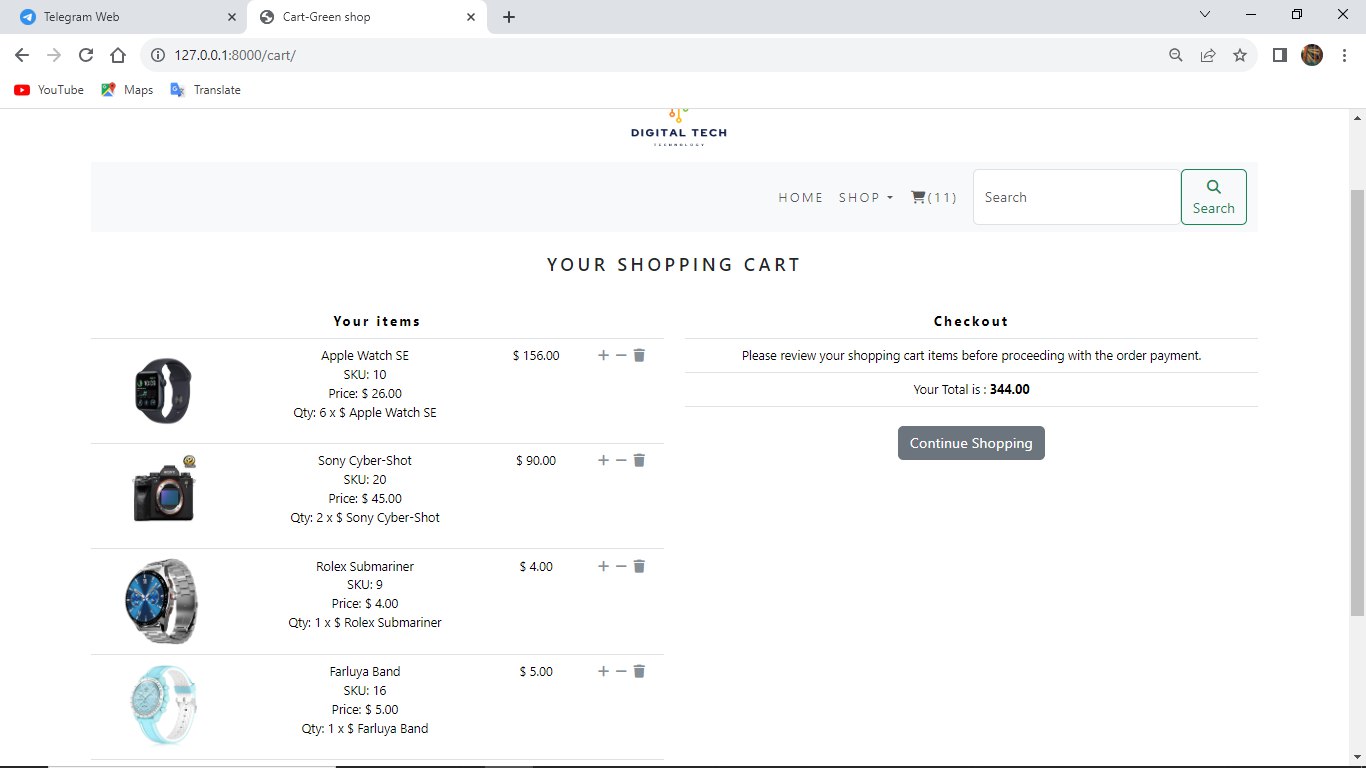 Telegram Web
Cart-Green shop
127.0.0.1:8000/cart/
YouTube
Maps
Translate
DIGITAL TECH
TECHNOLOGY
HOME
SHOP
(11)
Search
Search
YOUR SHOPPING CART
Your items
Apple Watch SE
$ 156.00
SKU: 10
Price: $ 26.00
Qty: 6 x $ Apple Watch SE
Sony Cyber-Shot
$ 90.00
SKU: 20
Price: $ 45.00
Qty: 2 x $ Sony Cyber-Shot
Rolex Submariner
$ 4.00
SKU: 9
Price: $ 4.00
Qty: 1 x $ Rolex Submariner
Farluya Band
$ 5.00
SKU: 16
Price: $ 5.00
Qty: 1 x $ Farluya Band
Checkout
Please review your shopping cart items before proceeding with the order payment.
Your Total is : 344.00
Continue Shopping